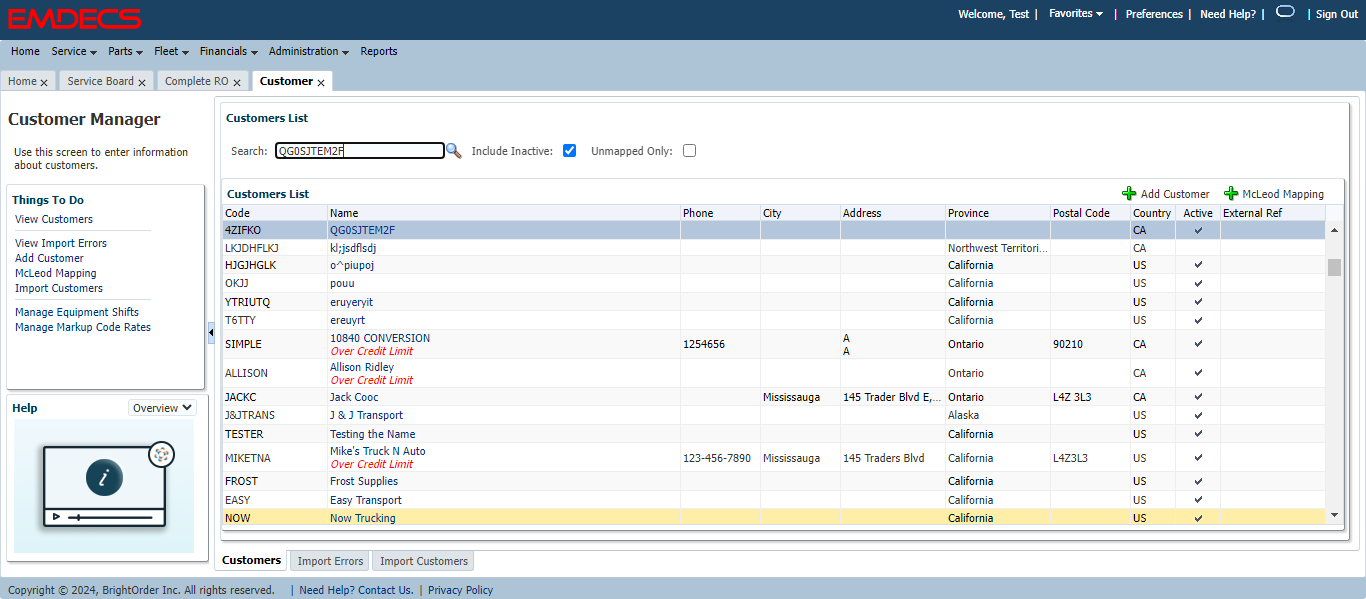 EMDECS
Welcome, Test | Favorites | Preferences | Need Help? | | Sign Out
Home Service Parts Fleet Financials Administration Reports
Home x Service Board x Complete RO x Customer x
Customer Manager
Use this screen to enter information
about customers.
Things To Do
View Customers
View Import Errors
Add Customer
McLeod Mapping
Import Customers
Manage Equipment Shifts
Manage Markup Code Rates
Help Overview
i
Customers List
Search: QG0SJTEM2F Include Inactive: Unmapped Only:
Customers List Add Customer McLeod Mapping
Code Name Phone City Address Province Postal Code Country Active External Ref
4ZIFKO QG0SJTEM2F CA ✓
LKJDHFLKJ kl;jsdflsdj Northwest Territori... CA
HJGJHGLK o^piupoj California US ✓
OKJJ pouu California US ✓
YTRIUTQ eruyeryit California US ✓
T6TTY ereuyrt California US ✓
SIMPLE 10840 CONVERSION 1254656 A Ontario 90210 CA ✓
Over Credit Limit A
ALLISON Allison Ridley Ontario CA ✓
Over Credit Limit
JACKC Jack Cooc Mississauga 145 Trader Blvd E,... Ontario L4Z 3L3 CA ✓
J&JTRANS J & J Transport Alaska US ✓
TESTER Testing the Name California US ✓
MIKETNA Mike's Truck N Auto 123-456-7890 Mississauga 145 Traders Blvd California L4Z3L3 US ✓
Over Credit Limit
FROST Frost Supplies California US ✓
EASY Easy Transport California US ✓
NOW Now Trucking California US ✓
Customers Import Errors Import Customers
Copyright © 2024, BrightOrder Inc. All rights reserved. | Need Help? Contact Us. | Privacy Policy